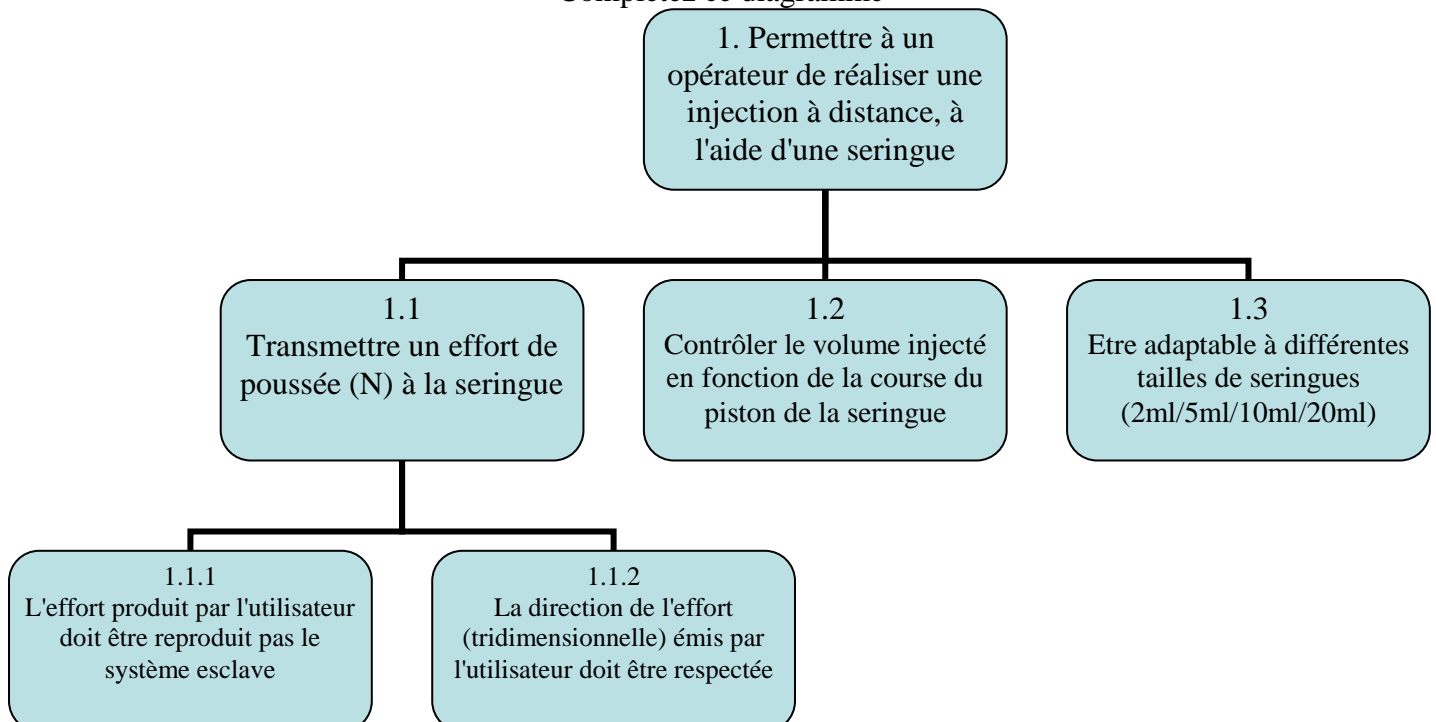 Complétez ce diagramme
1. Permettre à un
opérateur de réaliser une
injection à distance, à
l'aide d'une seringue
1.1
Transmettre un effort de
poussée (N) à la seringue
1.2
Contrôler le volume injecté
en fonction de la course du
piston de la seringue
1.3
Etre adaptable à différentes
tailles de seringues
(2ml/5ml/10ml/20ml)
1.1.1
L'effort produit par l'utilisateur
doit être reproduit pas le
système esclave
1.1.2
La direction de l'effort
(tridimensionnelle) émis par
l'utilisateur doit être respectée